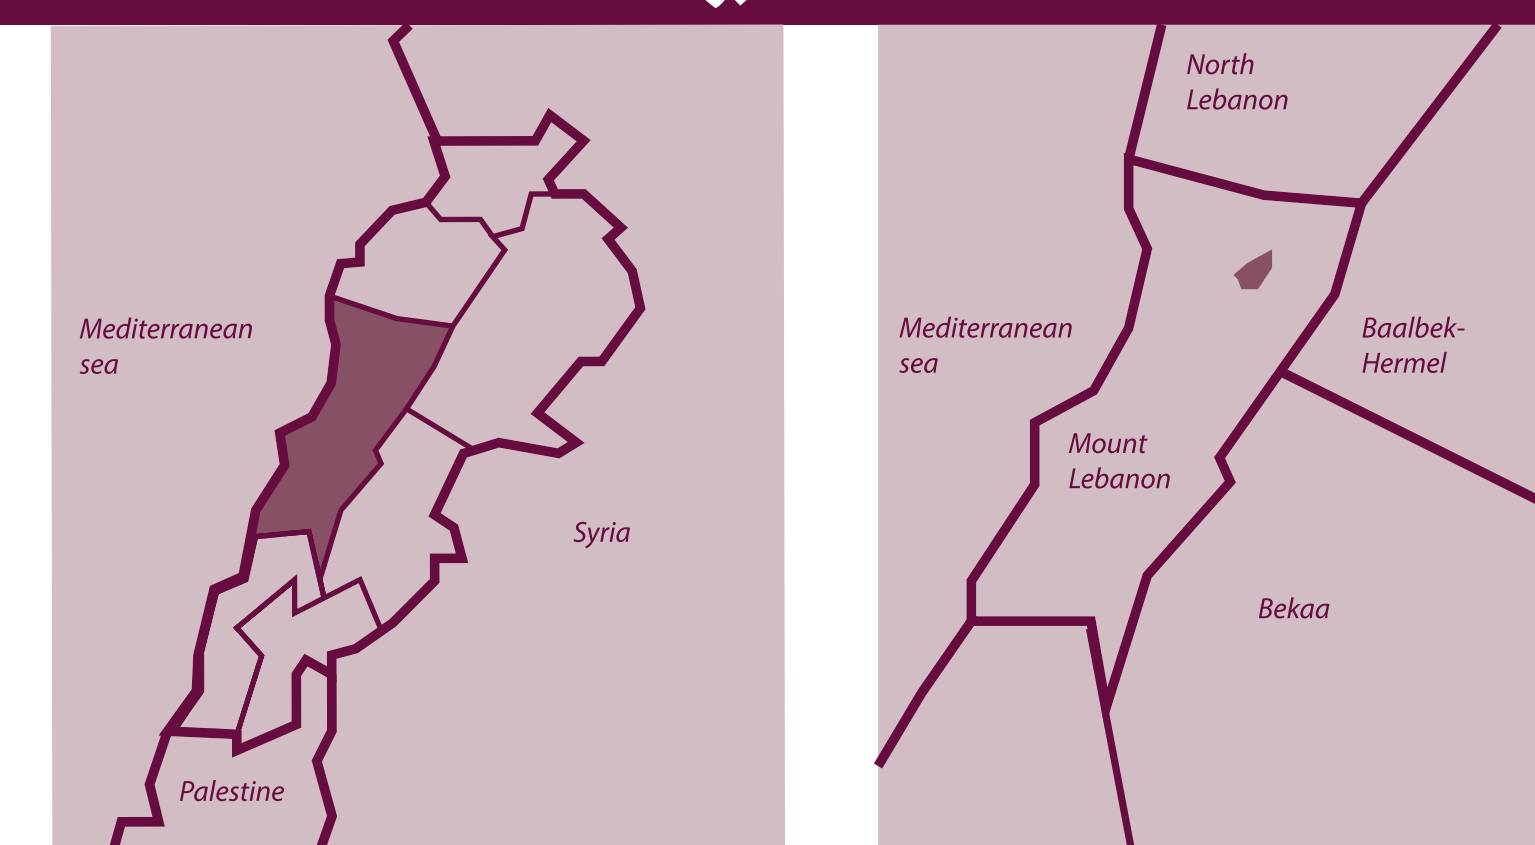 Mediterranean
sea
Syria
Palestine
North
Lebanon
Mediterranean
sea
Baalbek-
Hermel
Mount
Lebanon
Bekaa